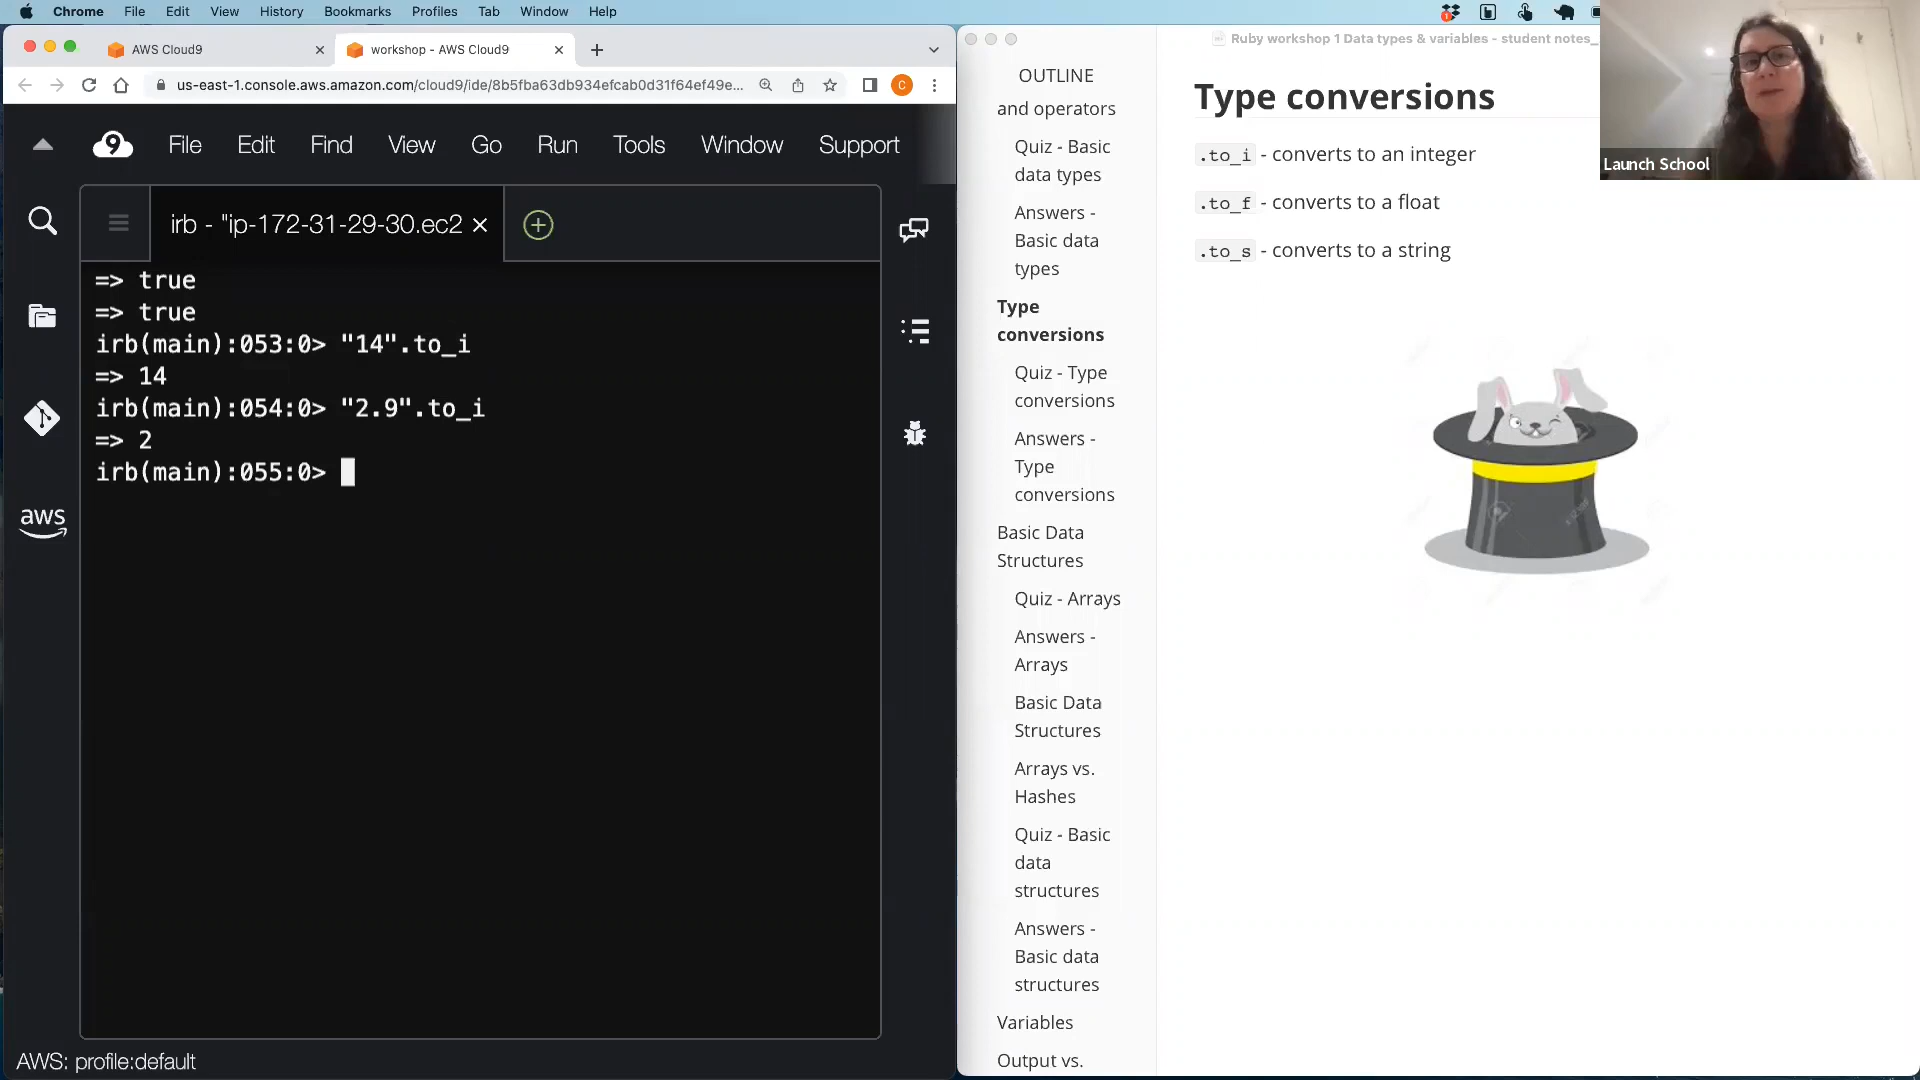 Chrome File Edit View History Bookmarks Profiles Tab Window Help
AWS Cloud9
workshop - AWS Cloud9
us-east-1.console.aws.amazon.com/cloud9/ide/8b5fba63db934efcab0d31f64ef49e...
C
9 File Edit Find View Go Run Tools Window Support
irb - "ip-172-31-29-30.ec2
=> true
=> true
irb(main):053:0> "14".to_i
=> 14
irb(main):054:0> "2.9".to_i
=> 2
irb(main):055:0>
aws
AWS: profile:default
Ruby workshop 1 Data types & variables - student notes_
OUTLINE
and operators
Quiz - Basic
data types
Answers -
Basic data
types
Type
conversions
Quiz - Type
conversions
Answers -
Type
conversions
Basic Data
Structures
Quiz - Arrays
Answers -
Arrays
Basic Data
Structures
Arrays vs.
Hashes
Quiz - Basic
data
structures
Answers -
Basic data
structures
Variables
Output vs.
Type conversions
.to_i - converts to an integer
.to_f - converts to a float
.to_s - converts to a string
Launch School